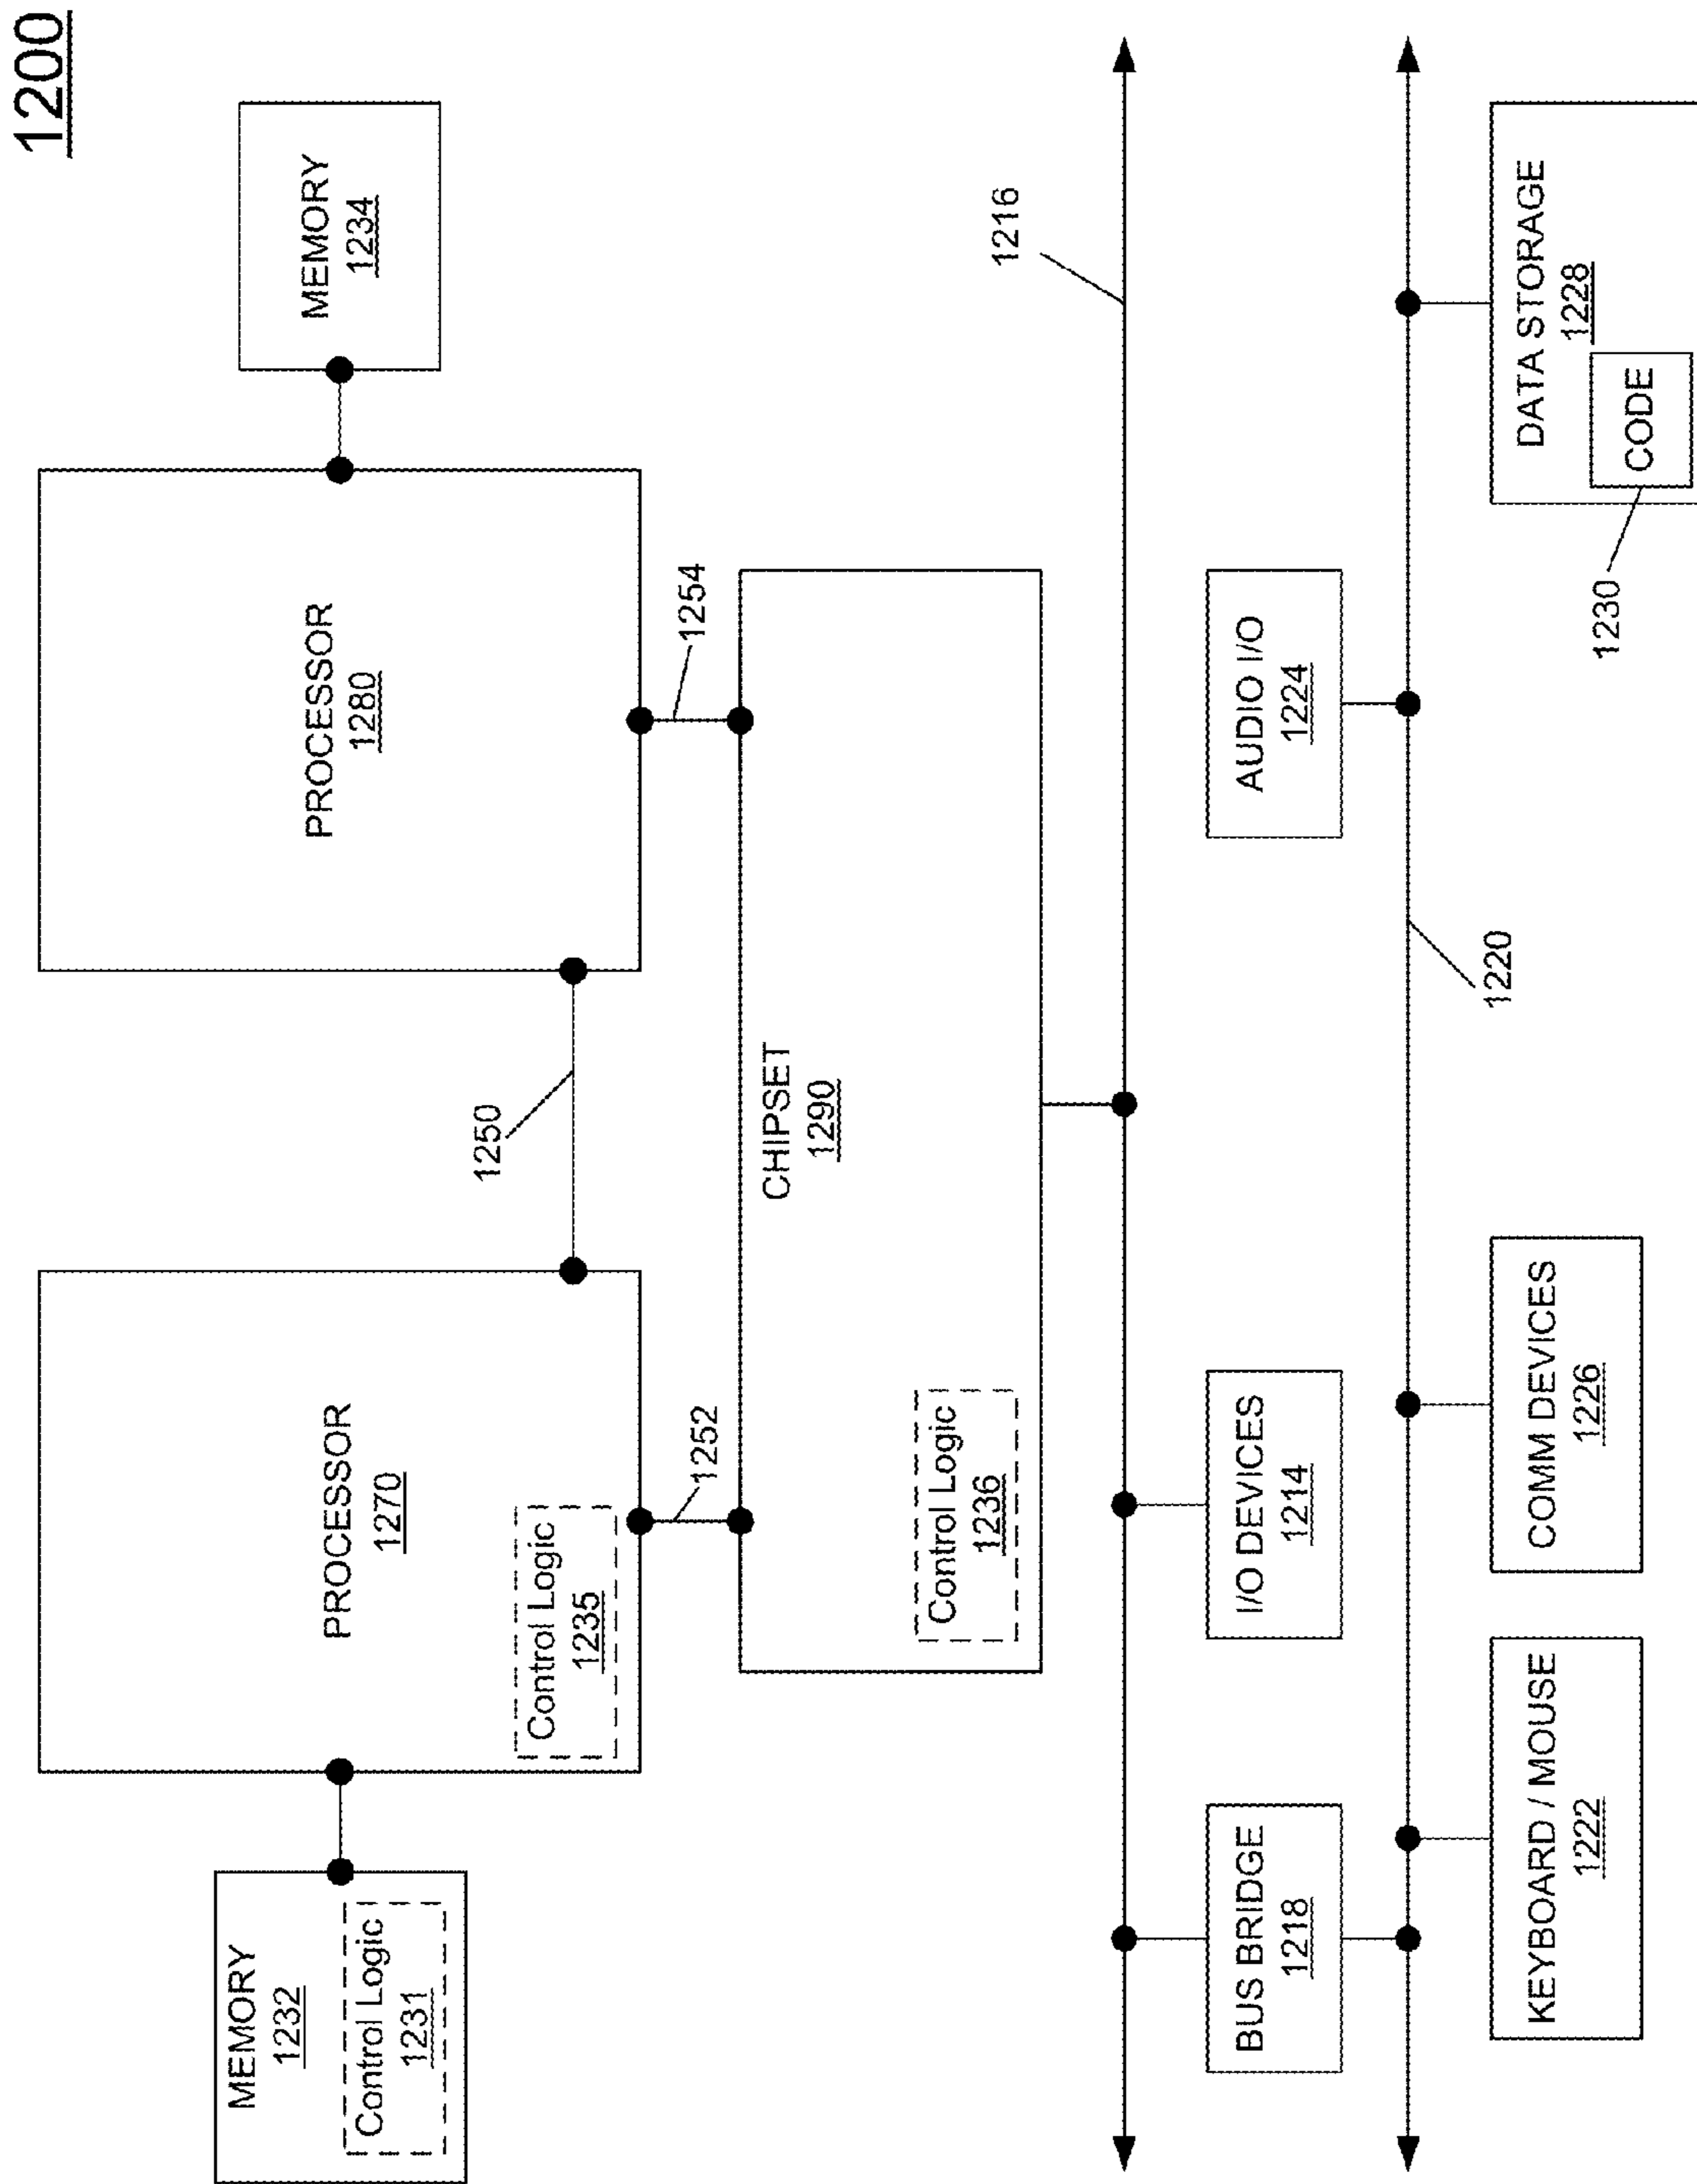 1200
MEMORY
1232
Control Logic
1231
PROCESSOR
1270
Control Logic
1235
1250
PROCESSOR
1280
MEMORY
1234
1252
1254
CHIPSET
1290
Control Logic
1236
1216
BUS BRIDGE
1218
I/O DEVICES
1214
AUDIO I/O
1224
1220
KEYBOARD / MOUSE
1222
COMM DEVICES
1226
DATA STORAGE
1228
CODE
1230